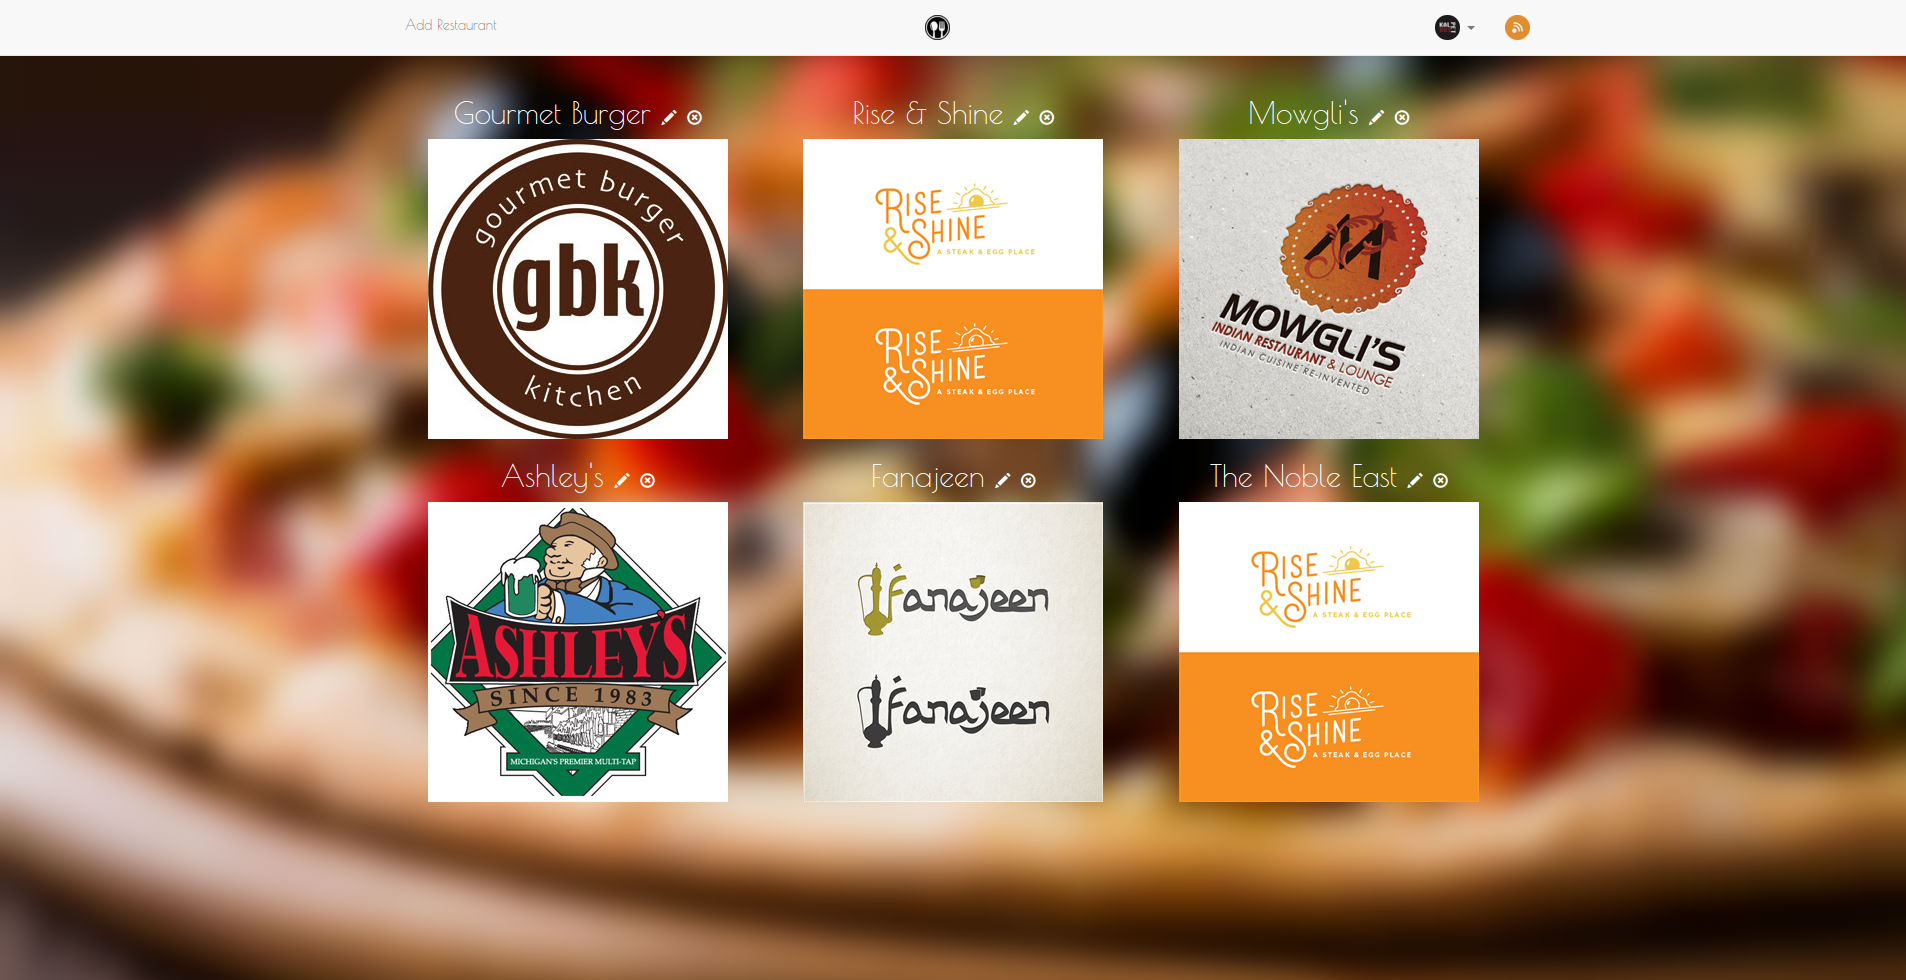 Add Restaurant
Gourmet Burger
Rise & Shine
Mowgli's
gourmet burger
gbk
kitchen
RISE
& SHINE
A STEAK & EGG PLACE
RISE
& SHINE
A STEAK & EGG PLACE
M
MOWGLI'S
INDIAN RESTAURANT & LOUNGE
INDIAN CUISINE RE-INVENTED
Ashley's
Fanajeen
The Noble East
ASHLEY'S
SINCE 1983
MICHIGAN'S PREMIER MULTI-TAP
Fanajeen
Fanajeen
RISE
& SHINE
A STEAK & EGG PLACE
RISE
& SHINE
A STEAK & EGG PLACE